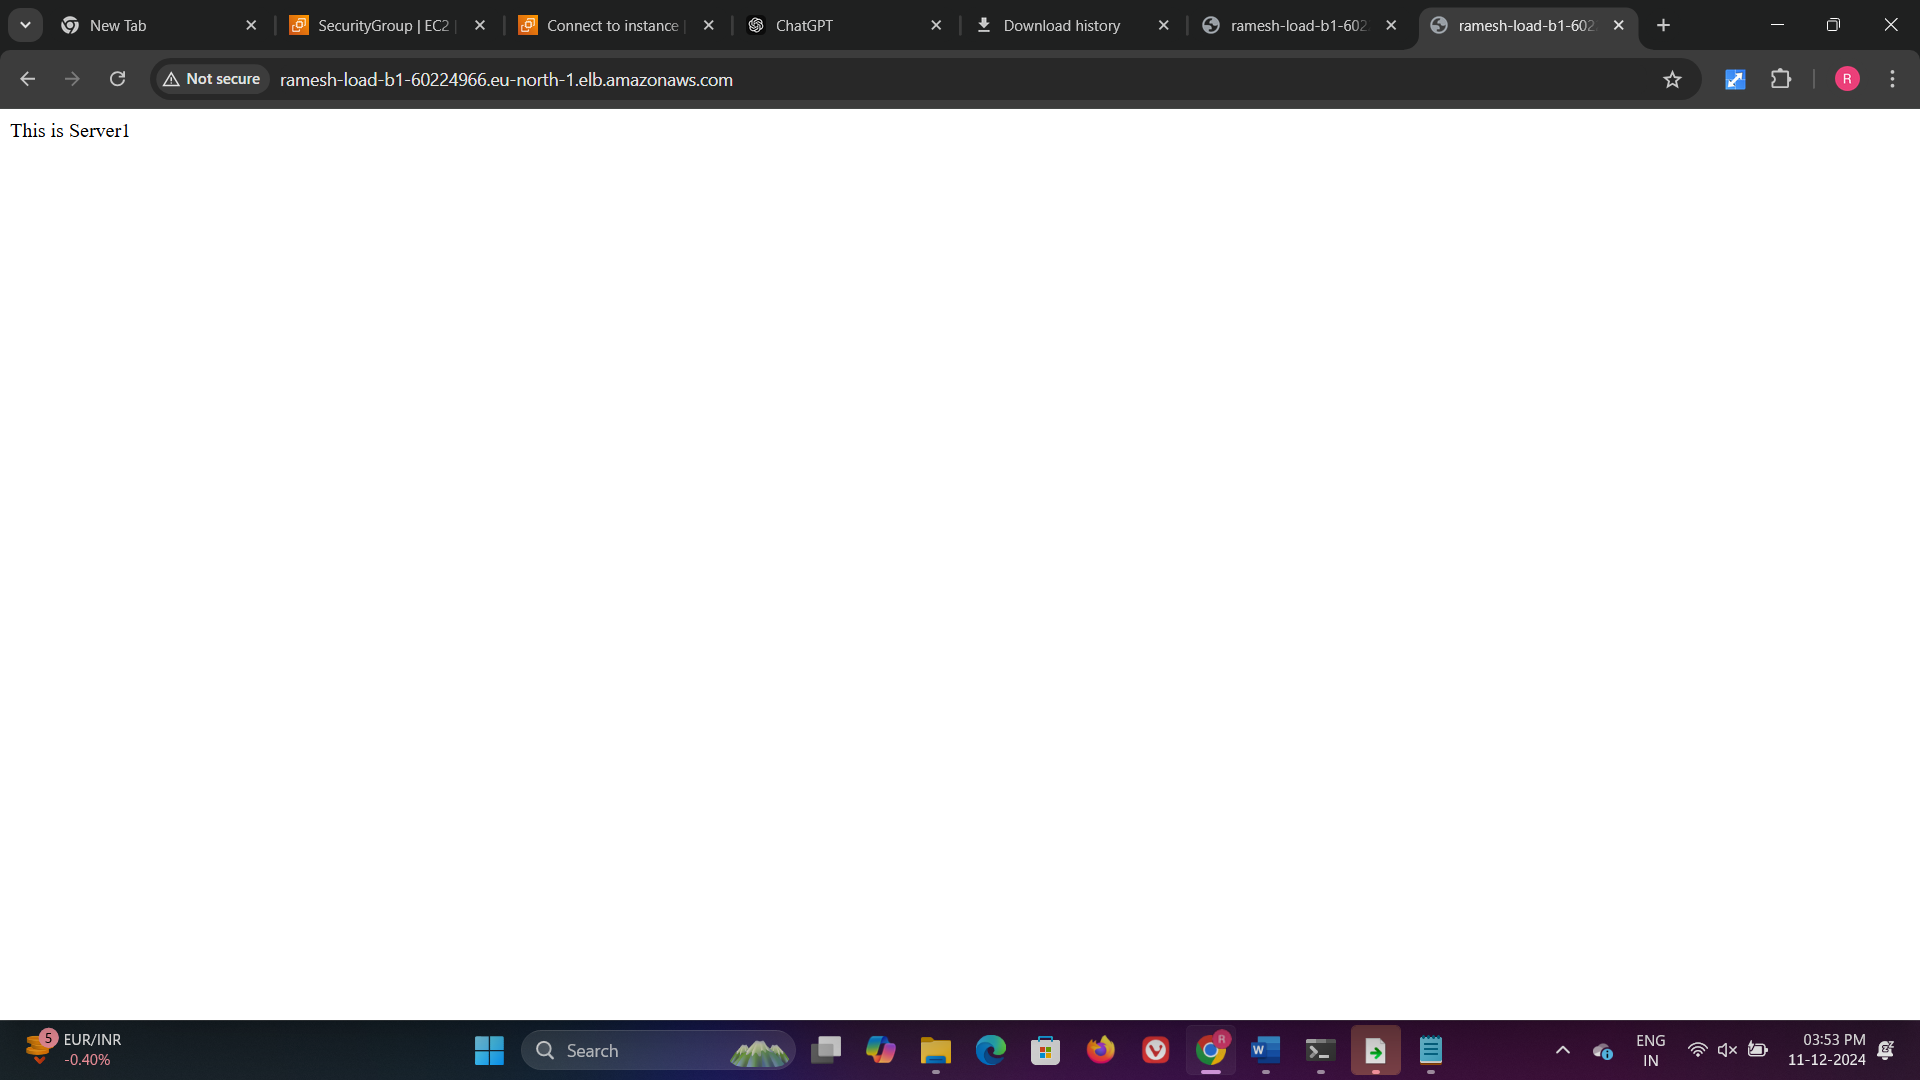 New Tab
SecurityGroup | EC2 |
Connect to instance |
ChatGPT
Download history
ramesh-load-b1-602
ramesh-load-b1-602
Not secure
ramesh-load-b1-60224966.eu-north-1.elb.amazonaws.com
R
This is Server1
5
EUR/INR
-0.40%
Search
R
W
ENG
IN
03:53 PM
11-12-2024